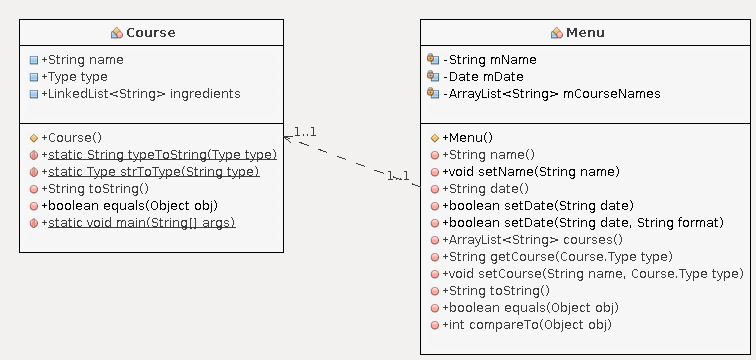 Course
+String name
+Type type
+LinkedList<String> ingredients
+Course()
+static String typeToString(Type type)
+static Type strToType(String type)
+String toString()
+boolean equals(Object obj)
+static void main(String[] args)
1..1
1..1
Menu
-String mName
-Date mDate
-ArrayList<String> mCourseNames
+Menu()
+String name()
+void setName(String name)
+String date()
+boolean setDate(String date)
+boolean setDate(String date, String format)
+ArrayList<String> courses()
+String getCourse(Course.Type type)
+void setCourse(String name, Course.Type type)
+String toString()
+boolean equals(Object obj)
+int compareTo(Object obj)